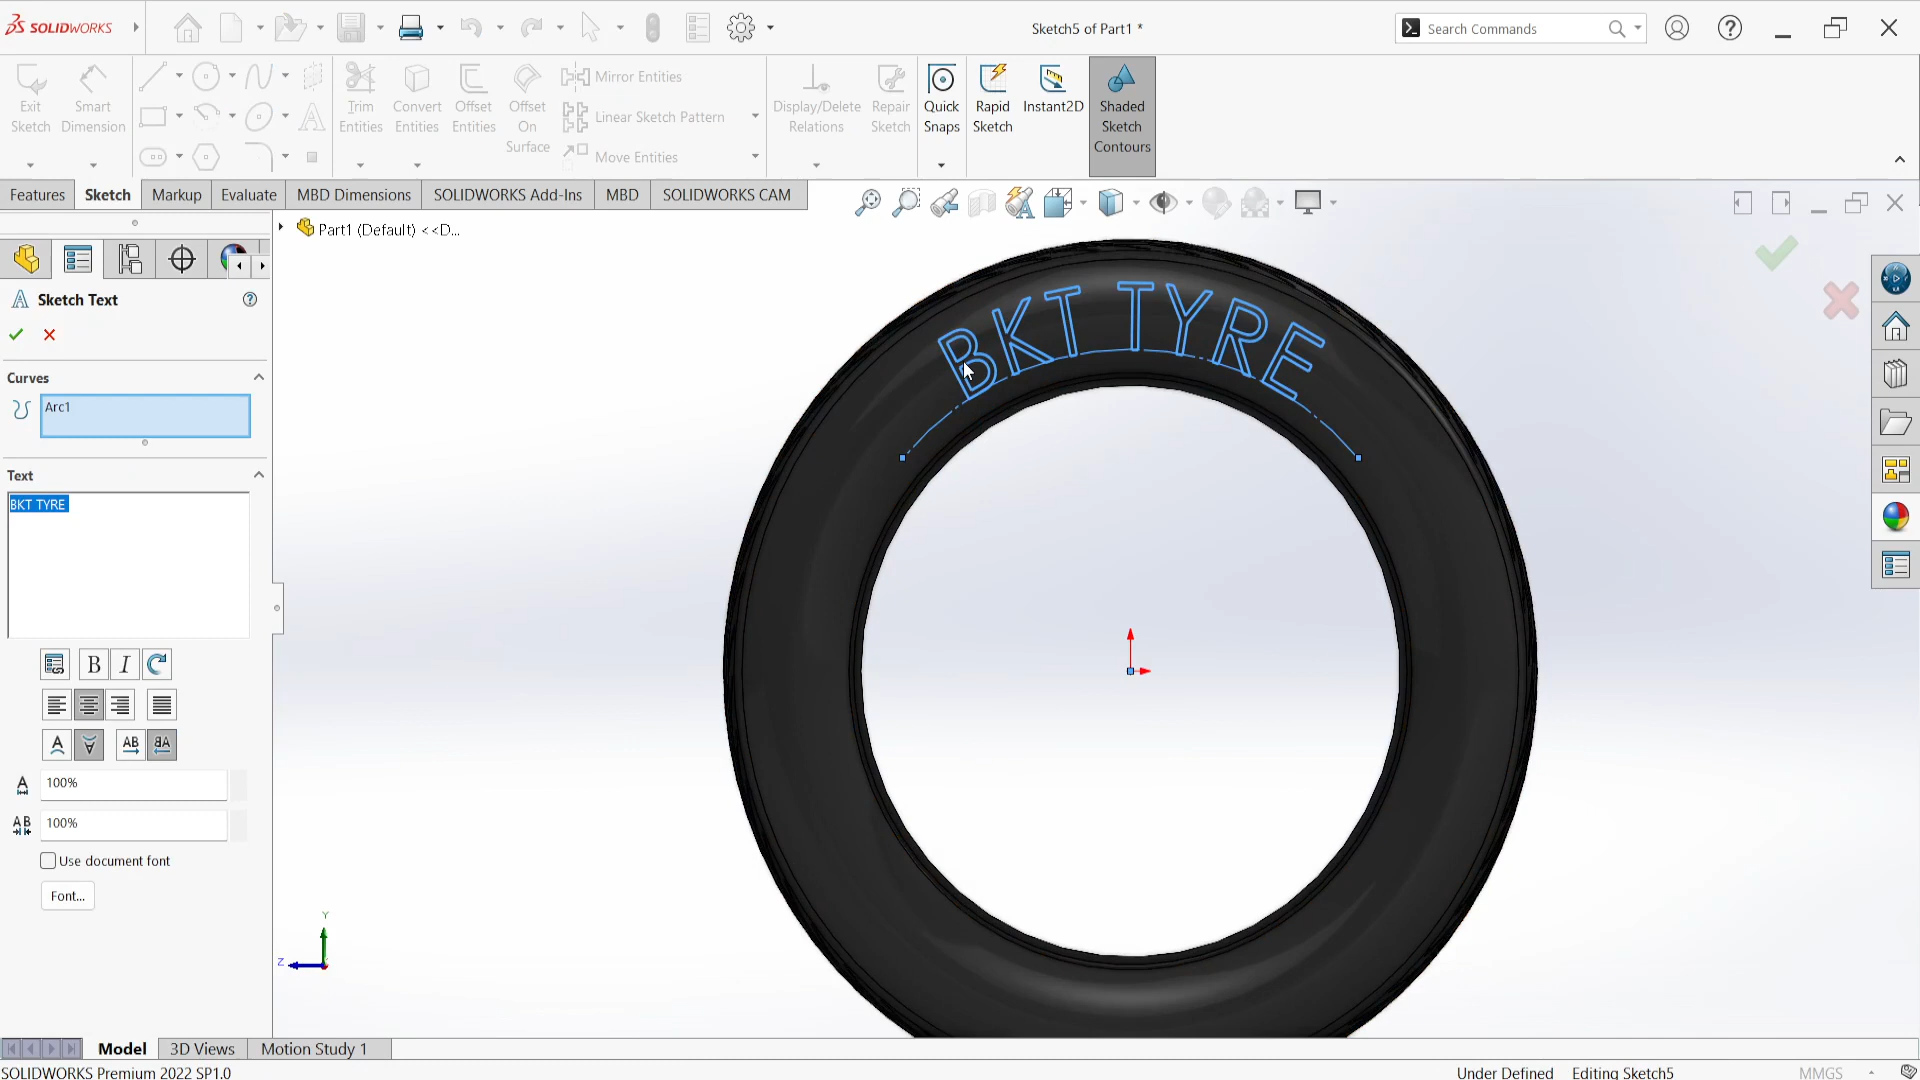 SOLIDWORKS
Sketch5 of Part1 *
Search Commands
Exit Sketch
Smart Dimension
Trim Entities
Convert Entities
Offset Entities
Offset On Surface
Mirror Entities
Linear Sketch Pattern
Move Entities
Display/Delete Relations
Repair Sketch
Quick Snaps
Rapid Sketch
Instant2D
Shaded Sketch Contours
Features
Sketch
Markup
Evaluate
MBD Dimensions
SOLIDWORKS Add-Ins
MBD
SOLIDWORKS CAM
Part1 (Default) <<D...
Sketch Text
Curves
Arc1
Text
BKT TYRE
B I
AB
100%
AB
100%
Use document font
Font...
BKT TYRE
Y
Z
Model
3D Views
Motion Study 1
SOLIDWORKS Premium 2022 SP1.0
Under Defined
Editing Sketch5
MMGS